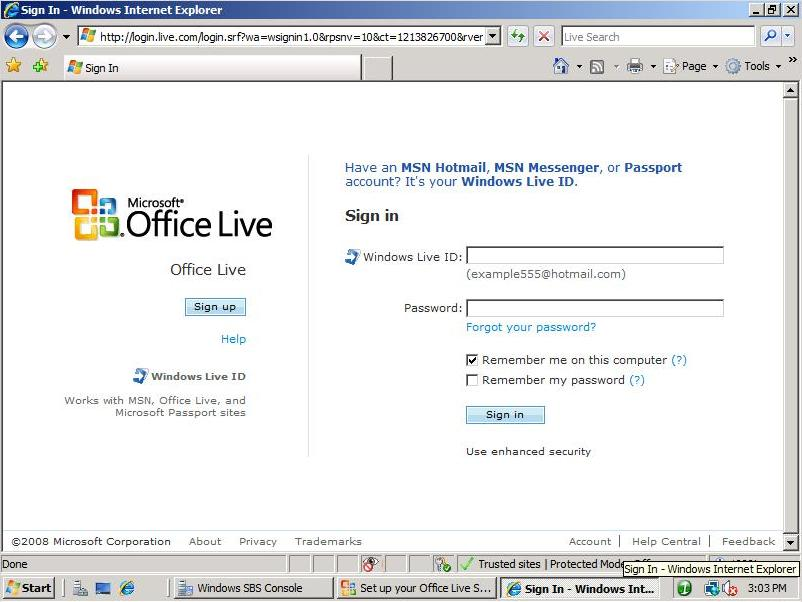 Sign In - Windows Internet Explorer
http://login.live.com/login.srf?wa=wsignin1.0&rpsnv=10&ct=1213826700&rver
Live Search
Sign In
Page
Tools
»
Have an MSN Hotmail, MSN Messenger, or Passport
account? It's your Windows Live ID.
Microsoft®
Office Live
Sign in
Office Live
Windows Live ID:
(example555@hotmail.com)
Sign up
Password:
Forgot your password?
Help
Remember me on this computer (?)
Windows Live ID
Remember my password (?)
Works with MSN, Office Live, and
Microsoft Passport sites
Sign in
Use enhanced security
©2008 Microsoft Corporation About Privacy Trademarks Account | Help Central | Feedback
Done
Trusted sites | Protected Mode:
Sign In - Windows Internet Explorer
Start
Windows SBS Console
Set up your Office Live S...
Sign In - Windows Int...
3:03 PM